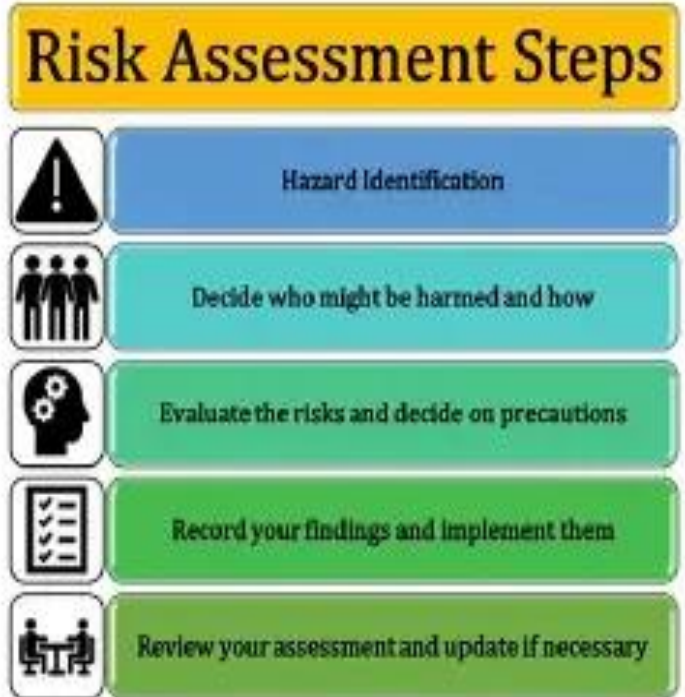 Risk Assessment Steps
Hazard Identification
Decide who might be harmed and how
Evaluate the risks and decide on precautions
Record your findings and implement them
Review your assessment and update if necessary